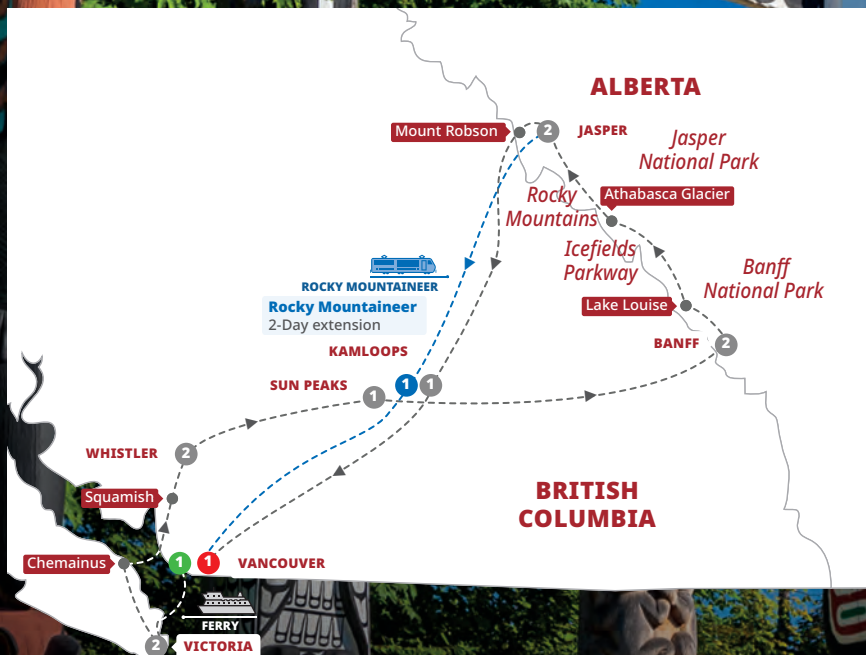 ALBERTA
Mount Robson
2
JASPER
Jasper
National Park
Rocky
Mountains
Athabasca Glacier
Icefields
Parkway
Banff
National Park
ROCKY MOUNTAINEER
Rocky Mountaineer
2-Day extension
Lake Louise
BANFF
2
KAMLOOPS
SUN PEAKS
1
1
1
WHISTLER
2
Squamish
BRITISH
COLUMBIA
Chemainus
1
1
VANCOUVER
FERRY
2
VICTORIA